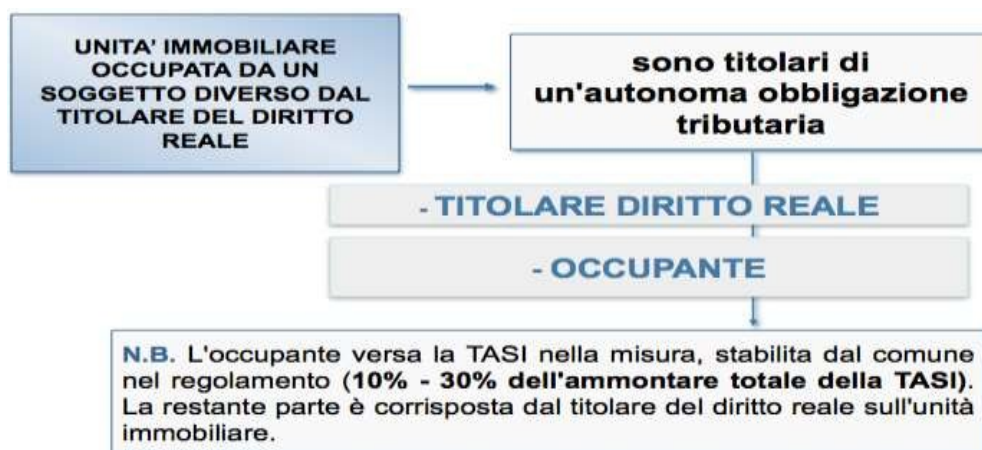 UNITA' IMMOBILIARE
OCCUPATA DA UN
SOGGETTO DIVERSO DAL
TITOLARE DEL DIRITTO
REALE
sono titolari di
un'autonoma obbligazione
tributaria
- TITOLARE DIRITTO REALE
- OCCUPANTE
N.B. L'occupante versa la TASI nella misura, stabilita dal comune
nel regolamento (10% - 30% dell'ammontare totale della TASI).
La restante parte è corrisposta dal titolare del diritto reale sull'unità
immobiliare.